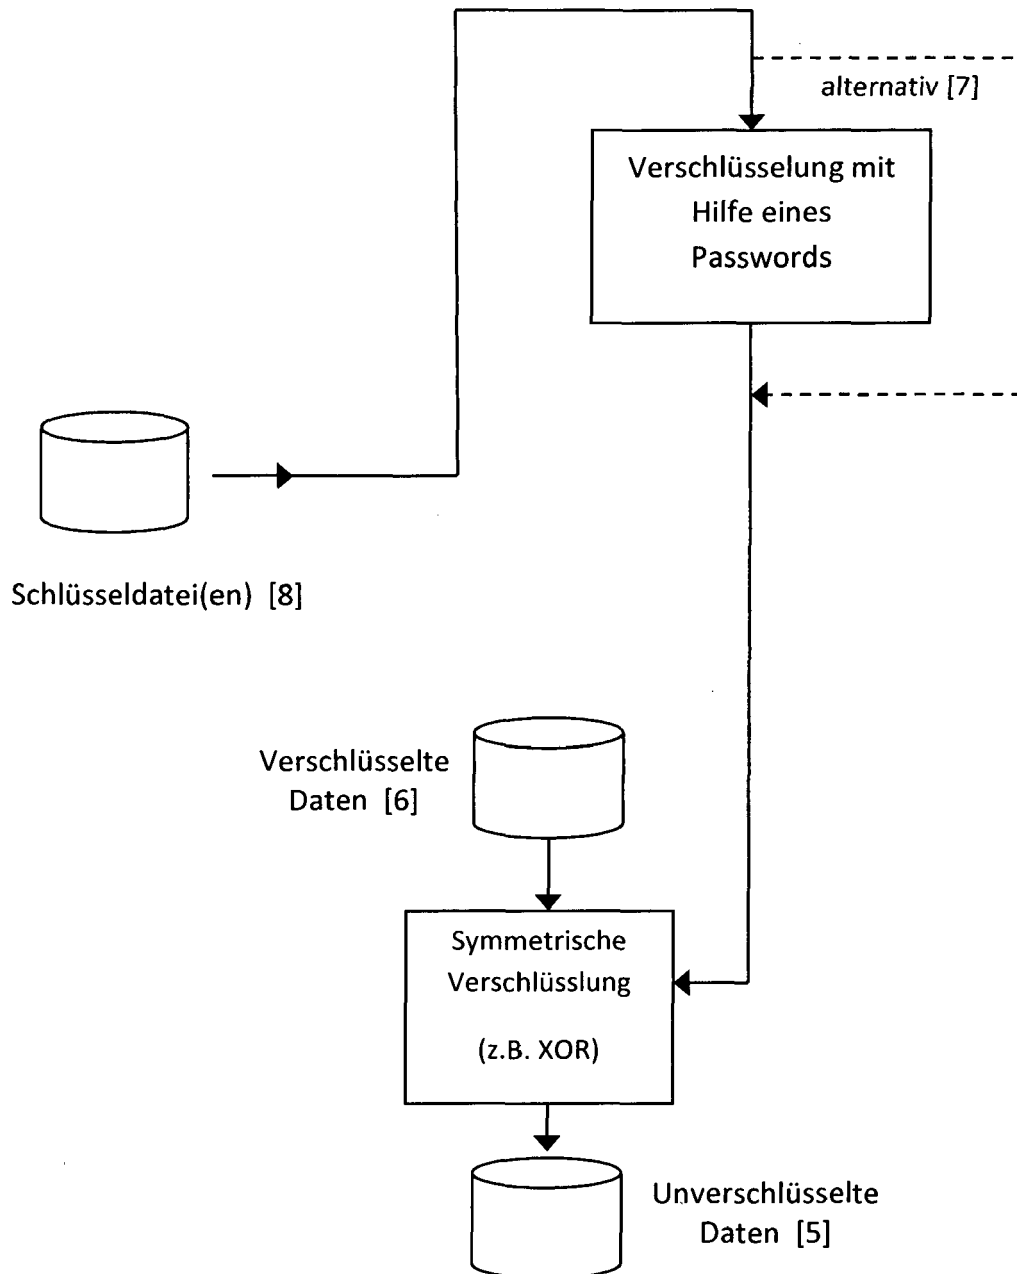 alternativ [7]
Verschlüsselung mit
Hilfe eines
Passwords
Schlüsseldatei(en) [8]
Verschlüsselte
Daten [6]
Symmetrische
Verschlüsslung
(z.B. XOR)
Unverschlüsselte
Daten [5]